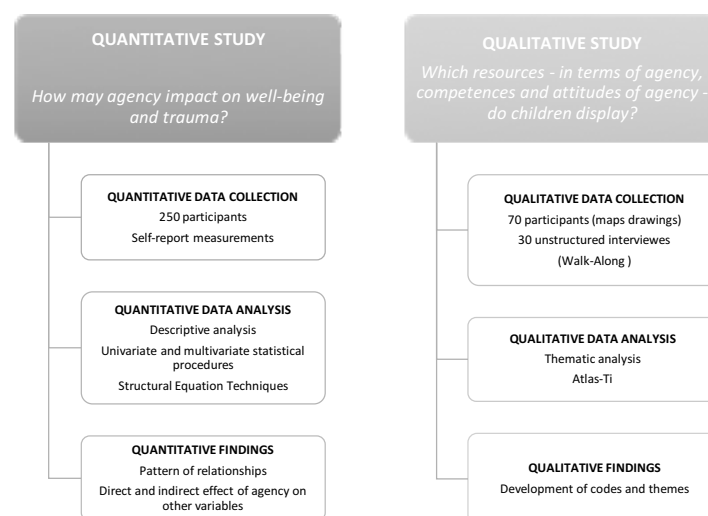 QUANTITATIVE STUDY
How may agency impact on well-being
and trauma?
QUANTITATIVE DATA COLLECTION
250 participants
Self-report measurements
QUANTITATIVE DATA ANALYSIS
Descriptive analysis
Univariate and multivariate statistical
procedures
Structural Equation Techniques
QUANTITATIVE FINDINGS
Pattern of relationships
Direct and indirect effect of agency on
other variables
QUALITATIVE STUDY
Which resources - in terms of agency,
competences and attitudes of agency -
do children display?
QUALITATIVE DATA COLLECTION
70 participants (maps drawings)
30 unstructured interviewes
(Walk-Along )
QUALITATIVE DATA ANALYSIS
Thematic analysis
Atlas-Ti
QUALITATIVE FINDINGS
Development of codes and themes